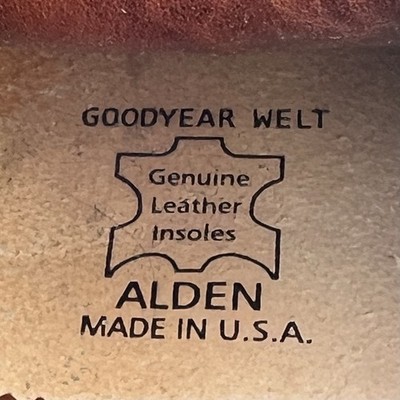 GOODYEAR WELT
Genuine
Leather
Insoles
ALDEN
MADE IN U.S.A.